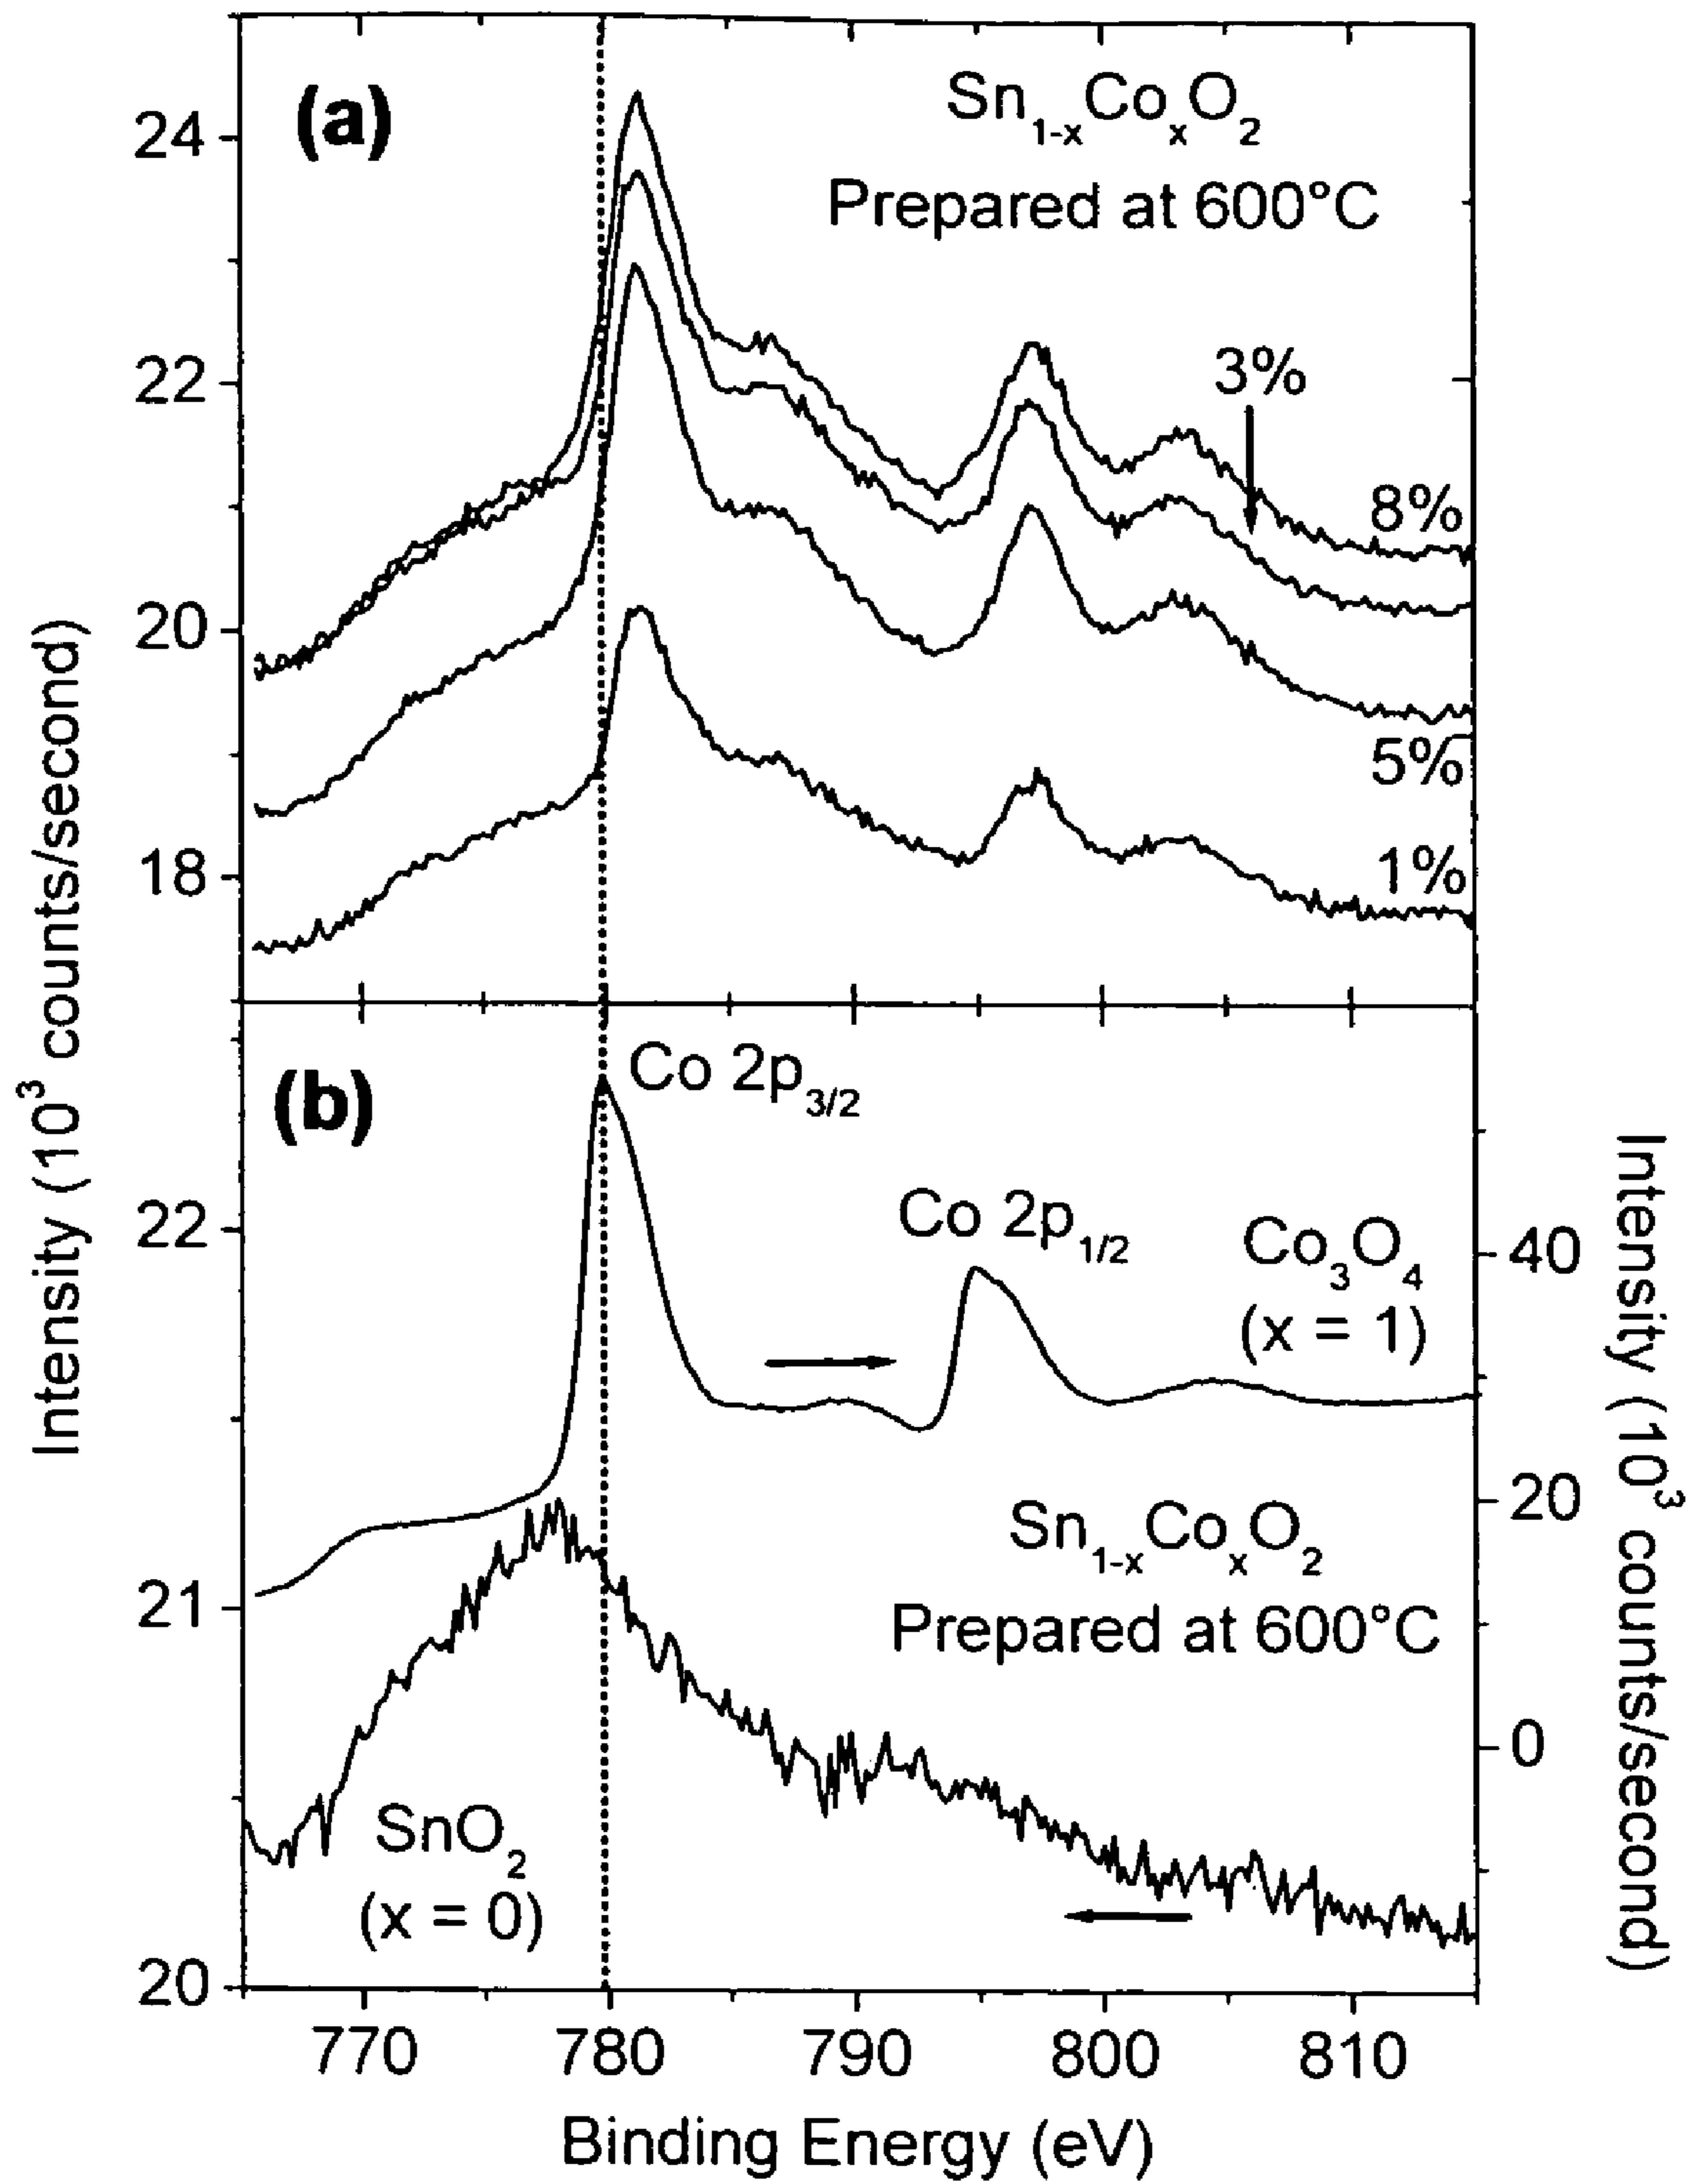 (a)
Sn₁₋ₓCoₓO₂
Prepared at 600°C
24
22
20
18
3%
8%
5%
1%
Intensity (10³ counts/second)
(b)
Co 2p₃/₂
Co 2p₁/₂
Co₃O₄
(x = 1)
22
21
20
40
20
0
Sn₁₋ₓCoₓO₂
Prepared at 600°C
SnO₂
(x = 0)
Intensity (10³ counts/second)
770 780 790 800 810
Binding Energy (eV)